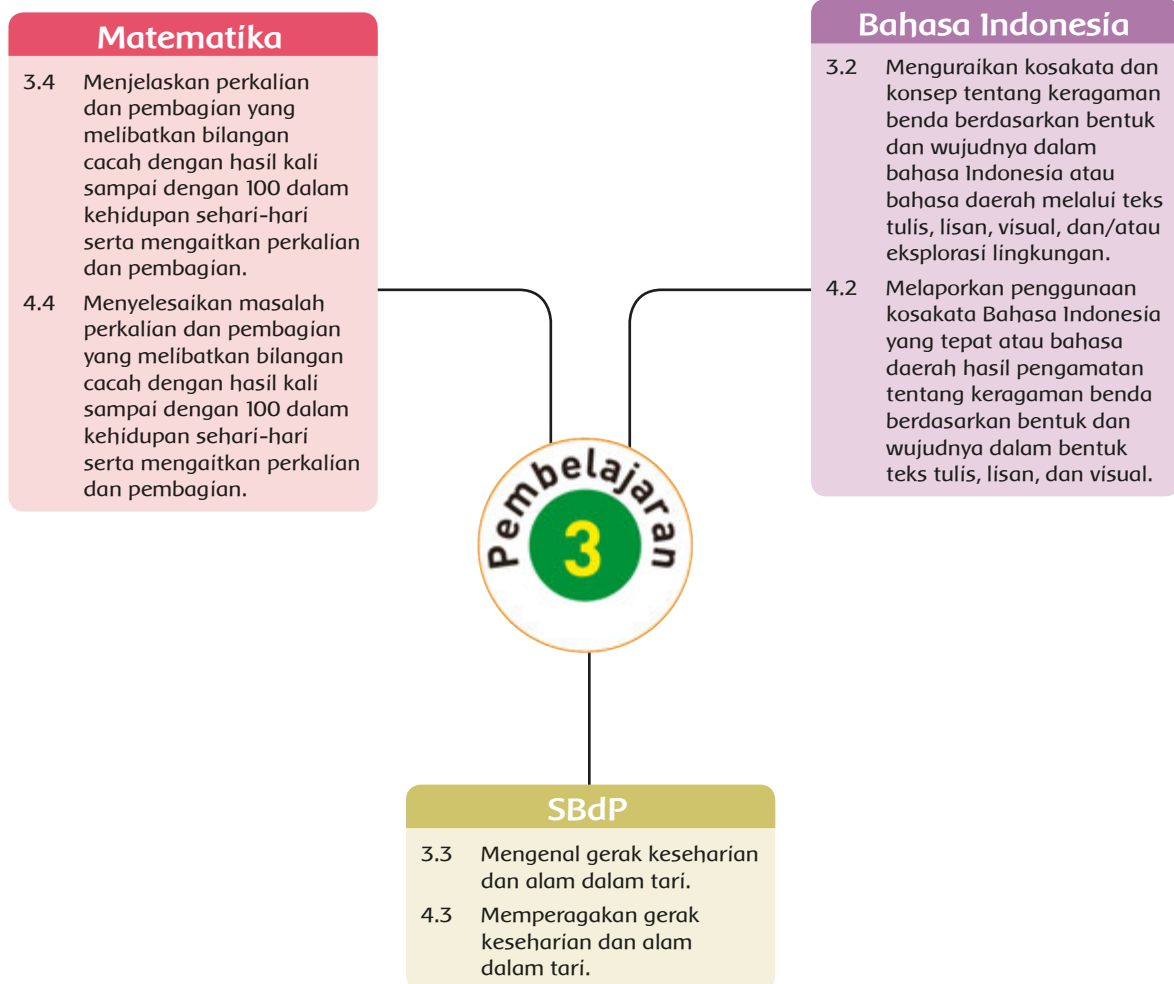 Matematika
3.4 Menjelaskan perkalian
dan pembagian yang
melibatkan bilangan
cacah dengan hasil kali
sampai dengan 100 dalam
kehidupan sehari-hari
serta mengaitkan perkalian
dan pembagian.
4.4 Menyelesaikan masalah
perkalian dan pembagian
yang melibatkan bilangan
cacah dengan hasil kali
sampai dengan 100 dalam
kehidupan sehari-hari
serta mengaitkan perkalian
dan pembagian.
Bahasa Indonesia
3.2 Menguraikan kosakata dan
konsep tentang keragaman
benda berdasarkan bentuk
dan wujudnya dalam
bahasa Indonesia atau
bahasa daerah melalui teks
tulis, lisan, visual, dan/atau
eksplorasi lingkungan.
4.2 Melaporkan penggunaan
kosakata Bahasa Indonesia
yang tepat atau bahasa
daerah hasil pengamatan
tentang keragaman benda
berdasarkan bentuk dan
wujudnya dalam bentuk
teks tulis, lisan, dan visual.
Pembelajaran
3
SBdP
3.3 Mengenal gerak keseharian
dan alam dalam tari.
4.3 Memperagakan gerak
keseharian dan alam
dalam tari.